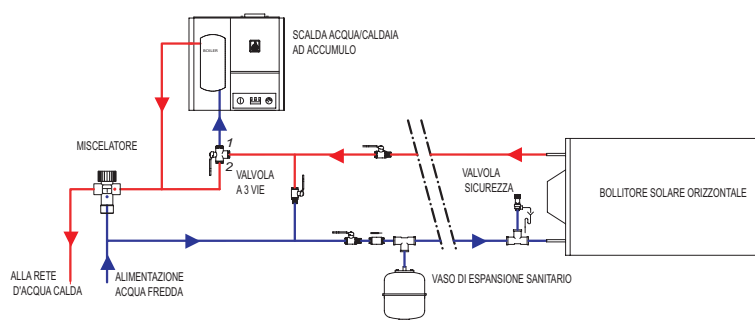 SCALDA ACQUA/CALDAIA
AD ACCUMULO
BOILER
MISCELATORE
1
2
VALVOLA
A 3 VIE
VALVOLA
SICUREZZA
BOLLITORE SOLARE ORIZZONTALE
ALLA RETE
D'ACQUA CALDA
ALIMENTAZIONE
ACQUA FREDDA
VASO DI ESPANSIONE SANITARIO